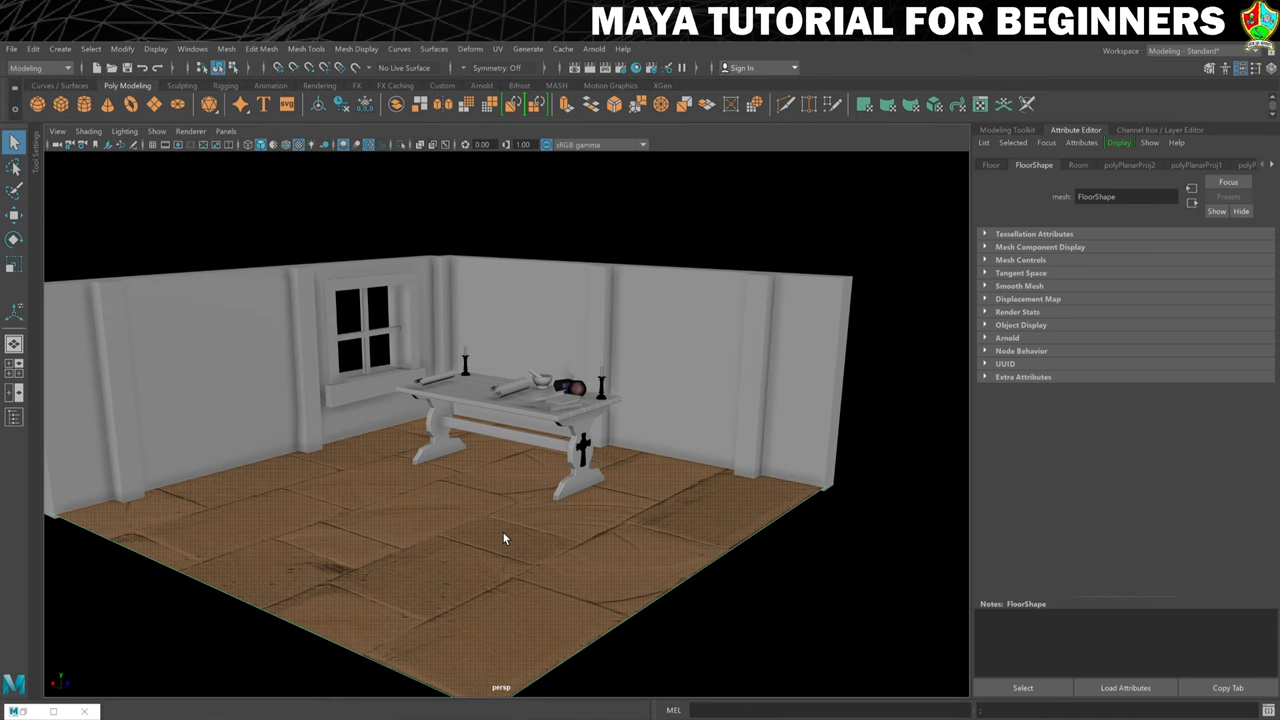 MAYA TUTORIAL FOR BEGINNERS
File Edit Create Select Modify Display Windows Mesh Edit Mesh Mesh Tools Mesh Display Curves Surfaces Deform UV Generate Cache Arnold Help
Workspace : Modeling - Standard*
Modeling No Live Surface Symmetry: Off Sign In
Curves / Surfaces Poly Modeling Sculpting Rigging Animation Rendering FX FX Caching Custom Arnold Bifrost MASH Motion Graphics XGen
View Shading Lighting Show Renderer Panels
0.00 1.00 sRGB gamma
Tool Settings
persp
Modeling Toolkit Attribute Editor Channel Box / Layer Editor
List Selected Focus Attributes Display Show Help
Floor FloorShape Room polyPlanarProj2 polyPlanarProj1 polyP
Focus
mesh: FloorShape
Presets
Show Hide
Tessellation Attributes
Mesh Component Display
Mesh Controls
Tangent Space
Smooth Mesh
Displacement Map
Render Stats
Object Display
Arnold
Node Behavior
UUID
Extra Attributes
Notes: FloorShape
Select Load Attributes Copy Tab
MEL